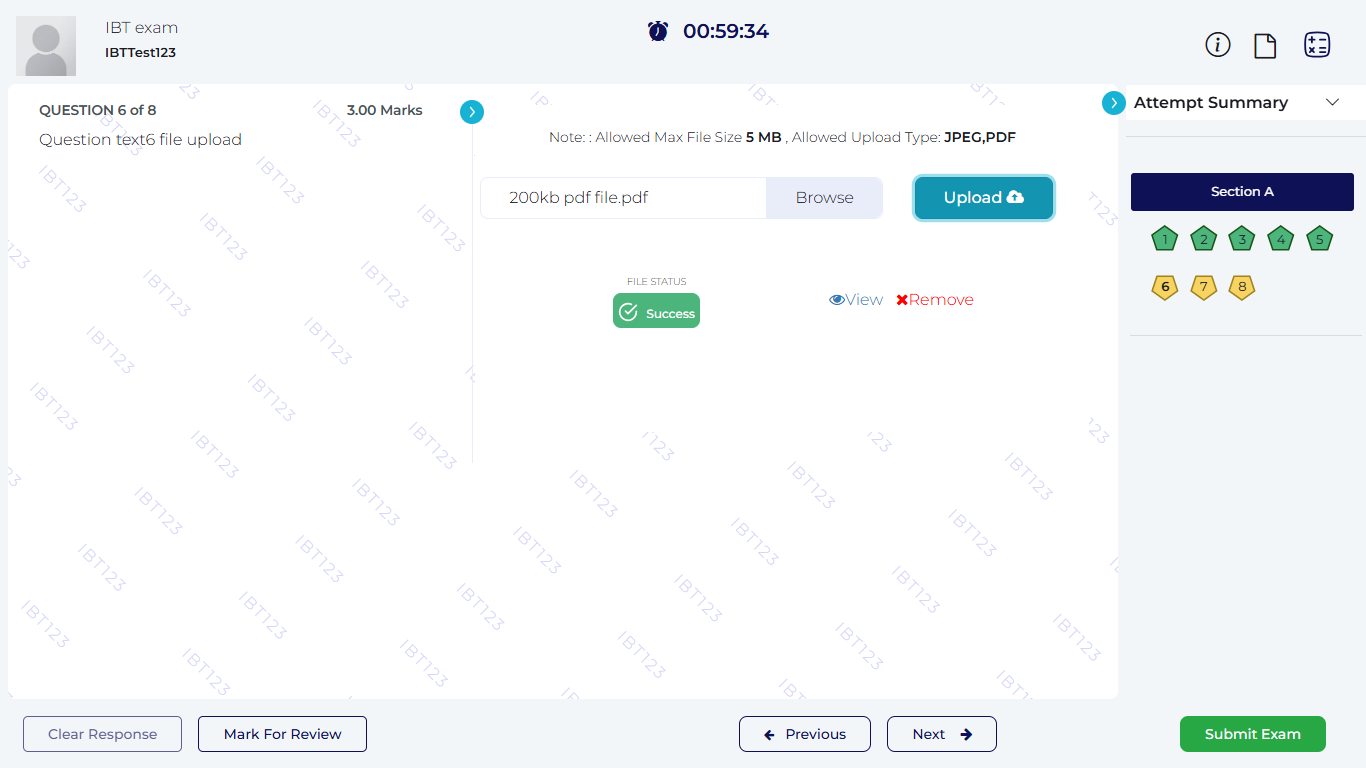 IBT exam
IBTTest123
00:59:34
QUESTION 6 of 8
3.00 Marks
Question text6 file upload
Note: : Allowed Max File Size 5 MB , Allowed Upload Type: JPEG,PDF
200kb pdf file.pdf
Browse
Upload
FILE STATUS
Success
View
Remove
Attempt Summary
Section A
1 2 3 4 5
6 7 8
IBT123
Clear Response
Mark For Review
Previous
Next
Submit Exam